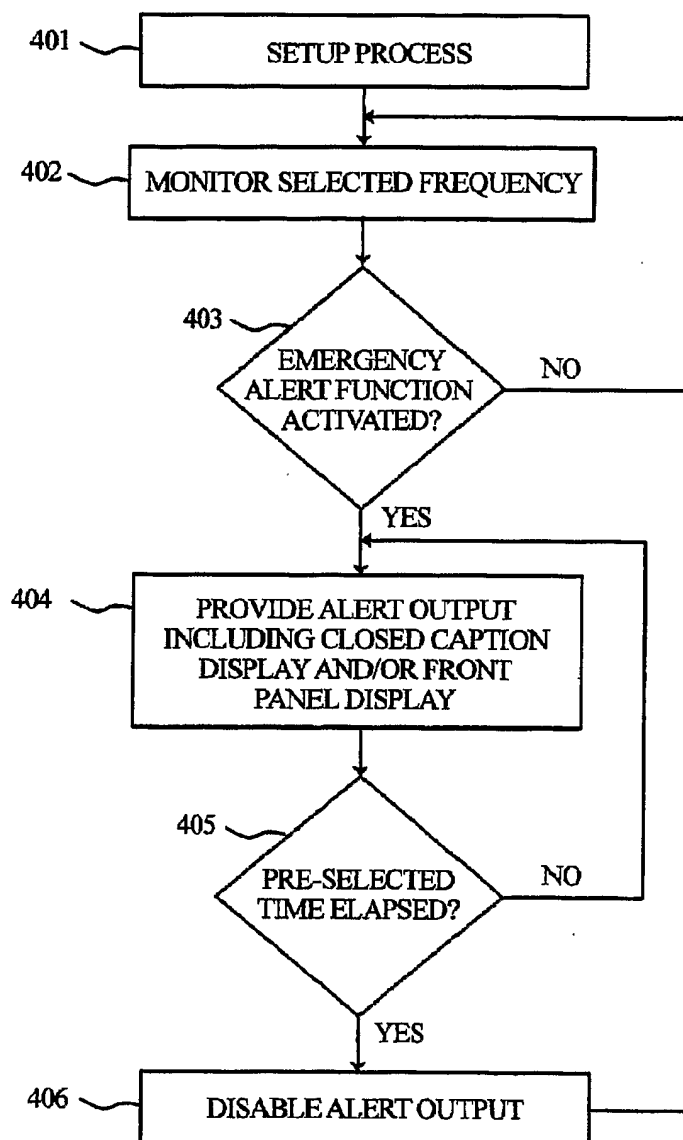 401
SETUP PROCESS
402
MONITOR SELECTED FREQUENCY
403
EMERGENCY
ALERT FUNCTION
ACTIVATED?
NO
YES
404
PROVIDE ALERT OUTPUT
INCLUDING CLOSED CAPTION
DISPLAY AND/OR FRONT
PANEL DISPLAY
405
PRE-SELECTED
TIME ELAPSED?
NO
YES
406
DISABLE ALERT OUTPUT